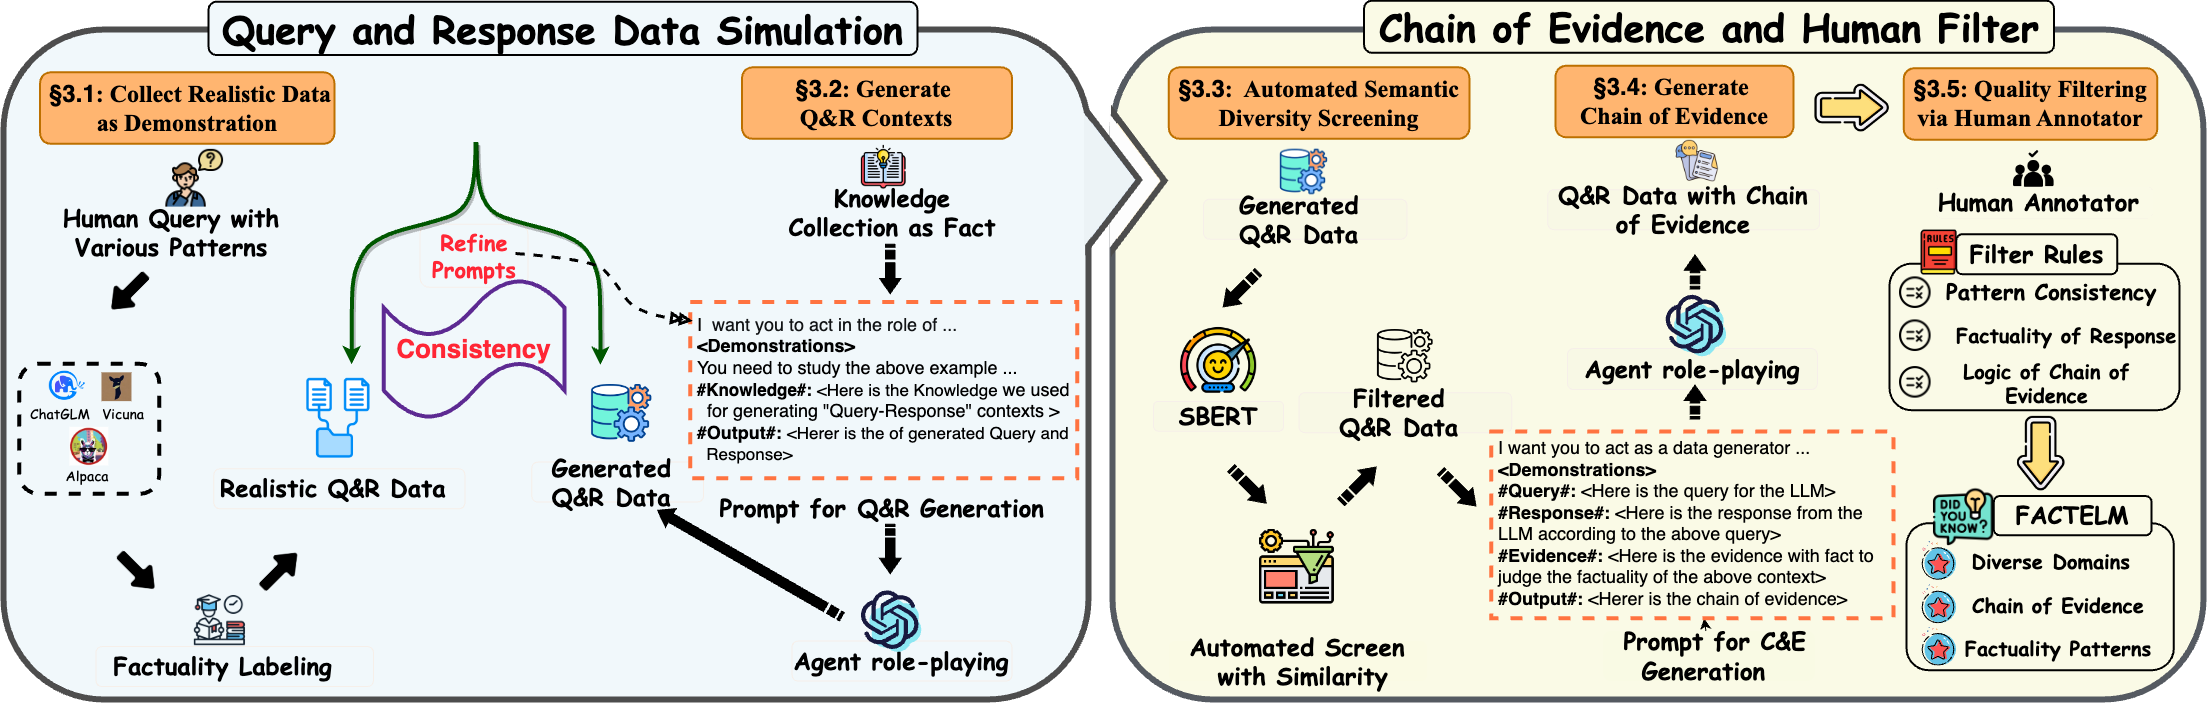 Query and Response Data Simulation
§3.1: Collect Realistic Data
as Demonstration
Human Query with
Various Patterns
ChatGLM
Vicuna
Alpaca
Factuality Labeling
Realistic Q&R Data
Refine
Prompts
Consistency
Generated
Q&R Data
§3.2: Generate
Q&R Contexts
Knowledge
Collection as Fact
I want you to act in the role of ...
<Demonstrations>
You need to study the above example ...
#Knowledge#: <Here is the Knowledge we used
for generating "Query-Response" contexts >
#Output#: <Herer is the of generated Query and
Response>
Prompt for Q&R Generation
Agent role-playing
Chain of Evidence and Human Filter
§3.3: Automated Semantic
Diversity Screening
Generated
Q&R Data
SBERT
Automated Screen
with Similarity
Filtered
Q&R Data
§3.4: Generate
Chain of Evidence
Q&R Data with Chain
of Evidence
Agent role-playing
I want you to act as a data generator ...
<Demonstrations>
#Query#: <Here is the query for the LLM>
#Response#: <Here is the response from the
LLM according to the above query>
#Evidence#: <Here is the evidence with fact to
judge the factuality of the above context>
#Output#: <Herer is the chain of evidence>
Prompt for C&E
Generation
§3.5: Quality Filtering
via Human Annotator
Human Annotator
RULES
Filter Rules
Pattern Consistency
Factuality of Response
Logic of Chain of
Evidence
DID
YOU
KNOW?
FACTELM
Diverse Domains
Chain of Evidence
Factuality Patterns